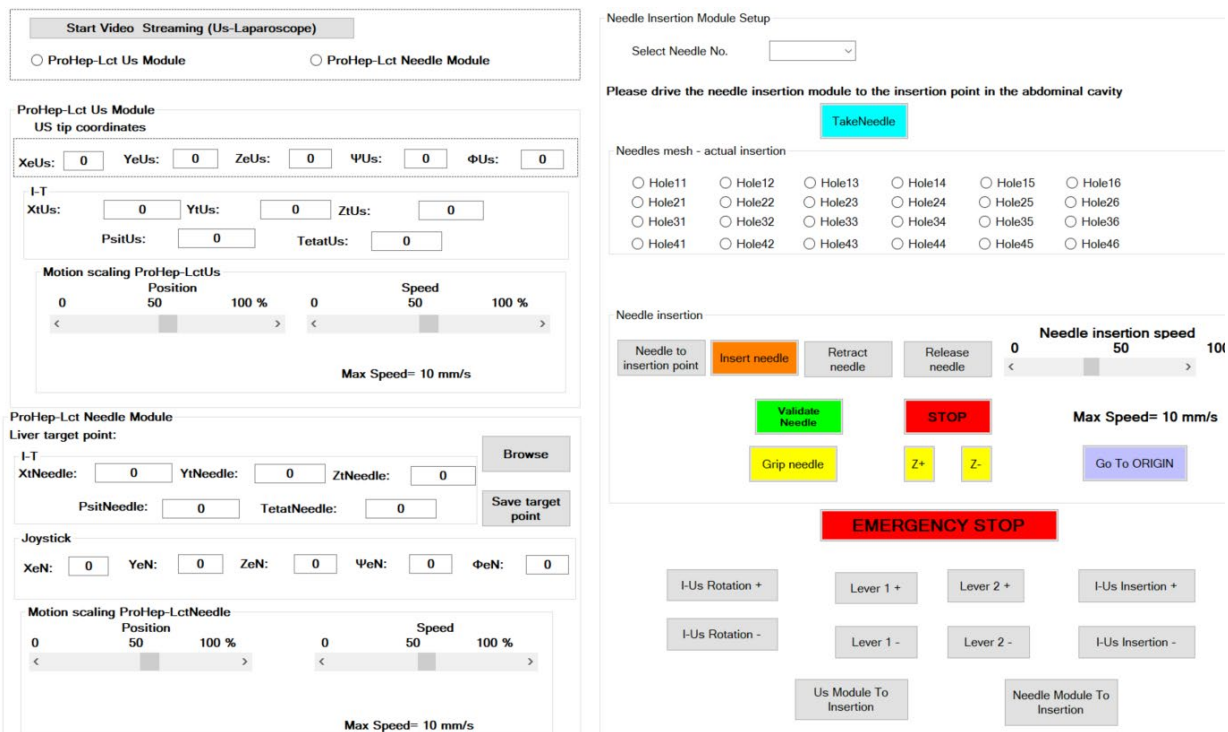 Start Video Streaming (Us-Laparoscope)
ProHep-Lct Us Module ProHep-Lct Needle Module
ProHep-Lct Us Module
US tip coordinates
XeUs: 0 YeUs: 0 ZeUs: 0 ΨUs: 0 ΦUs: 0
I-T
XtUs: 0 YtUs: 0 ZtUs: 0
PsitUs: 0 TetatUs: 0
Motion scaling ProHep-LctUs
Position Speed
0 50 100 % 0 50 100 %
Max Speed= 10 mm/s
ProHep-Lct Needle Module
Liver target point:
I-T
XtNeedle: 0 YtNeedle: 0 ZtNeedle: 0
PsitNeedle: 0 TetatNeedle: 0
Browse
Save target
point
Joystick
XeN: 0 YeN: 0 ZeN: 0 ΨeN: 0 ΦeN: 0
Motion scaling ProHep-LctNeedle
Position Speed
0 50 100 % 0 50 100 %
Max Speed= 10 mm/s
Needle Insertion Module Setup
Select Needle No.
Please drive the needle insertion module to the insertion point in the abdominal cavity
TakeNeedle
Needles mesh - actual insertion
Hole11 Hole12 Hole13 Hole14 Hole15 Hole16
Hole21 Hole22 Hole23 Hole24 Hole25 Hole26
Hole31 Hole32 Hole33 Hole34 Hole35 Hole36
Hole41 Hole42 Hole43 Hole44 Hole45 Hole46
Needle insertion
Needle to
insertion point
Insert needle
Retract
needle
Release
needle
Needle insertion speed
0 50 100
Validate
Needle
STOP
Max Speed= 10 mm/s
Grip needle Z+ Z- Go To ORIGIN
EMERGENCY STOP
I-Us Rotation + Lever 1 + Lever 2 + I-Us Insertion +
I-Us Rotation - Lever 1 - Lever 2 - I-Us Insertion -
Us Module To
Insertion
Needle Module To
Insertion